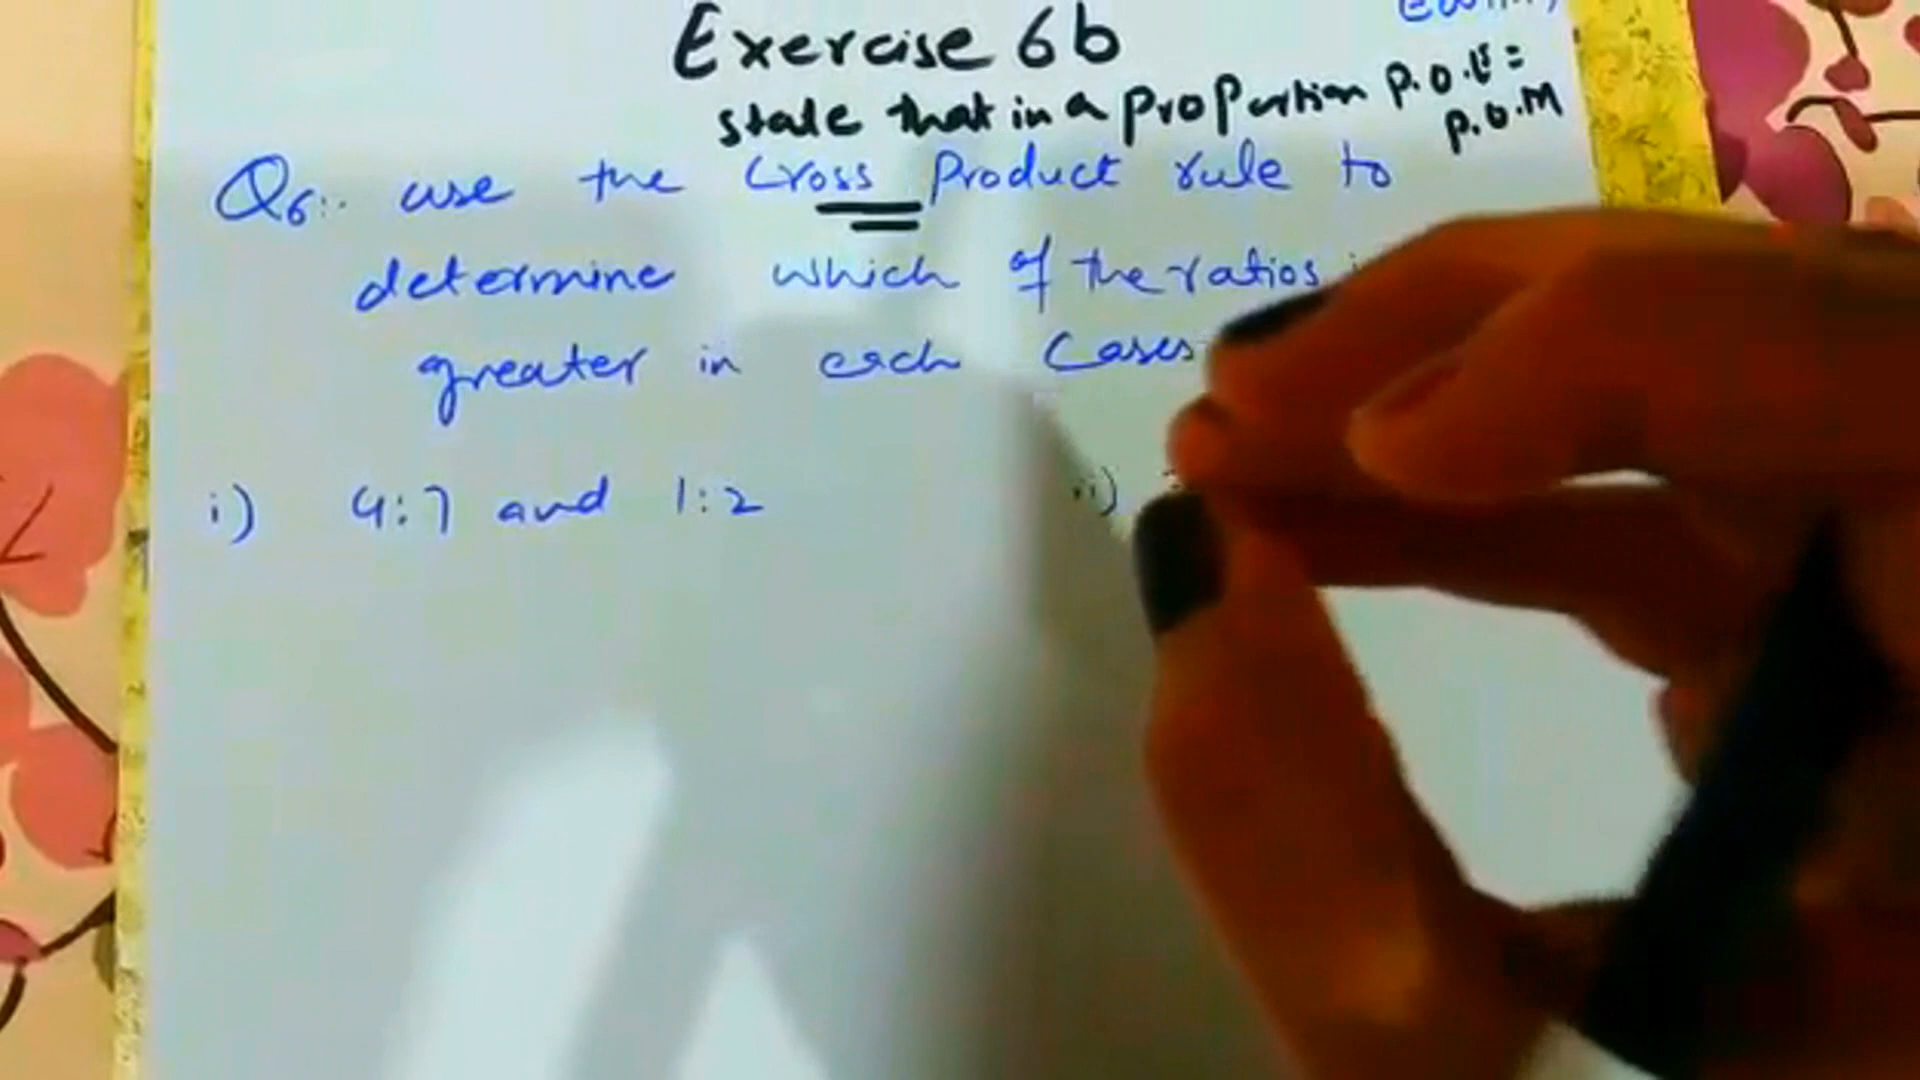 Exercise 6b
state that in a proportion P.O.E =
P.O.M
Q6:. use the Cross Product rule to
determine which of the ratios
greater in each Cases
i) 4:7 and 1:2
ii)